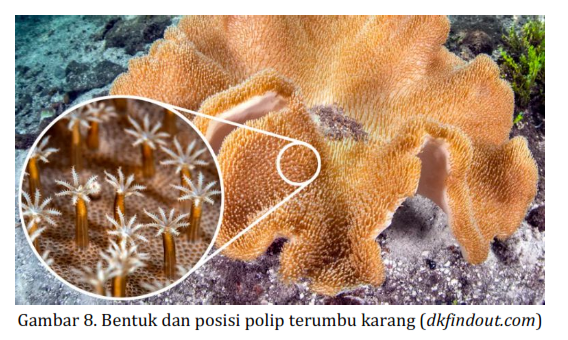 Gambar 8. Bentuk dan posisi polip terumbu karang (dkfindout.com)